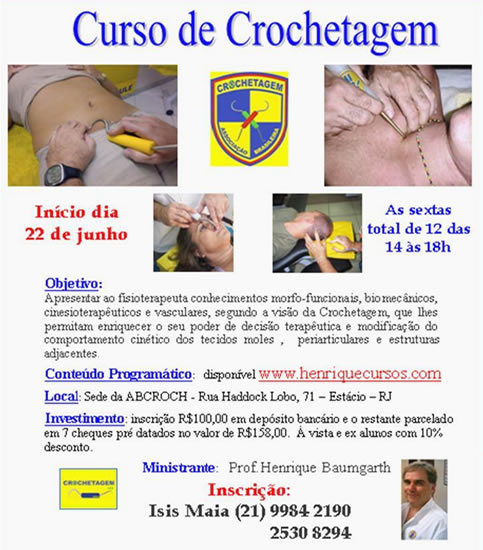 Curso de Crochetagem
CROCHETAGEM
ASSOCIAÇÃO BRASILEIRA
Início dia
22 de junho
As sextas
total de 12 das
14 às 18h
Objetivo:
Apresentar ao fisioterapeuta conhecimentos morfo-funcionais, biomecânicos,
cinesioterapêuticos e vasculares, segundo a visão da Crochetagem, que lhes
permitam enriquecer o seu poder de decisão terapêutica e modificação do
comportamento cinético dos tecidos moles , periarticulares e estruturas
adjacentes.
Conteúdo Programático: disponível www.henriquecursos.com
Local: Sede da ABCROCH - Rua Haddock Lobo, 71 – Estácio – RJ
Investimento: inscrição R$100,00 em depósito bancário e o restante parcelado
em 7 cheques pré datados no valor de R$158,00. À vista e ex alunos com 10%
desconto.
Ministrante: Prof. Henrique Baumgarth
CROCHETAGEM
Inscrição:
Isis Maia (21) 9984 2190
2530 8294